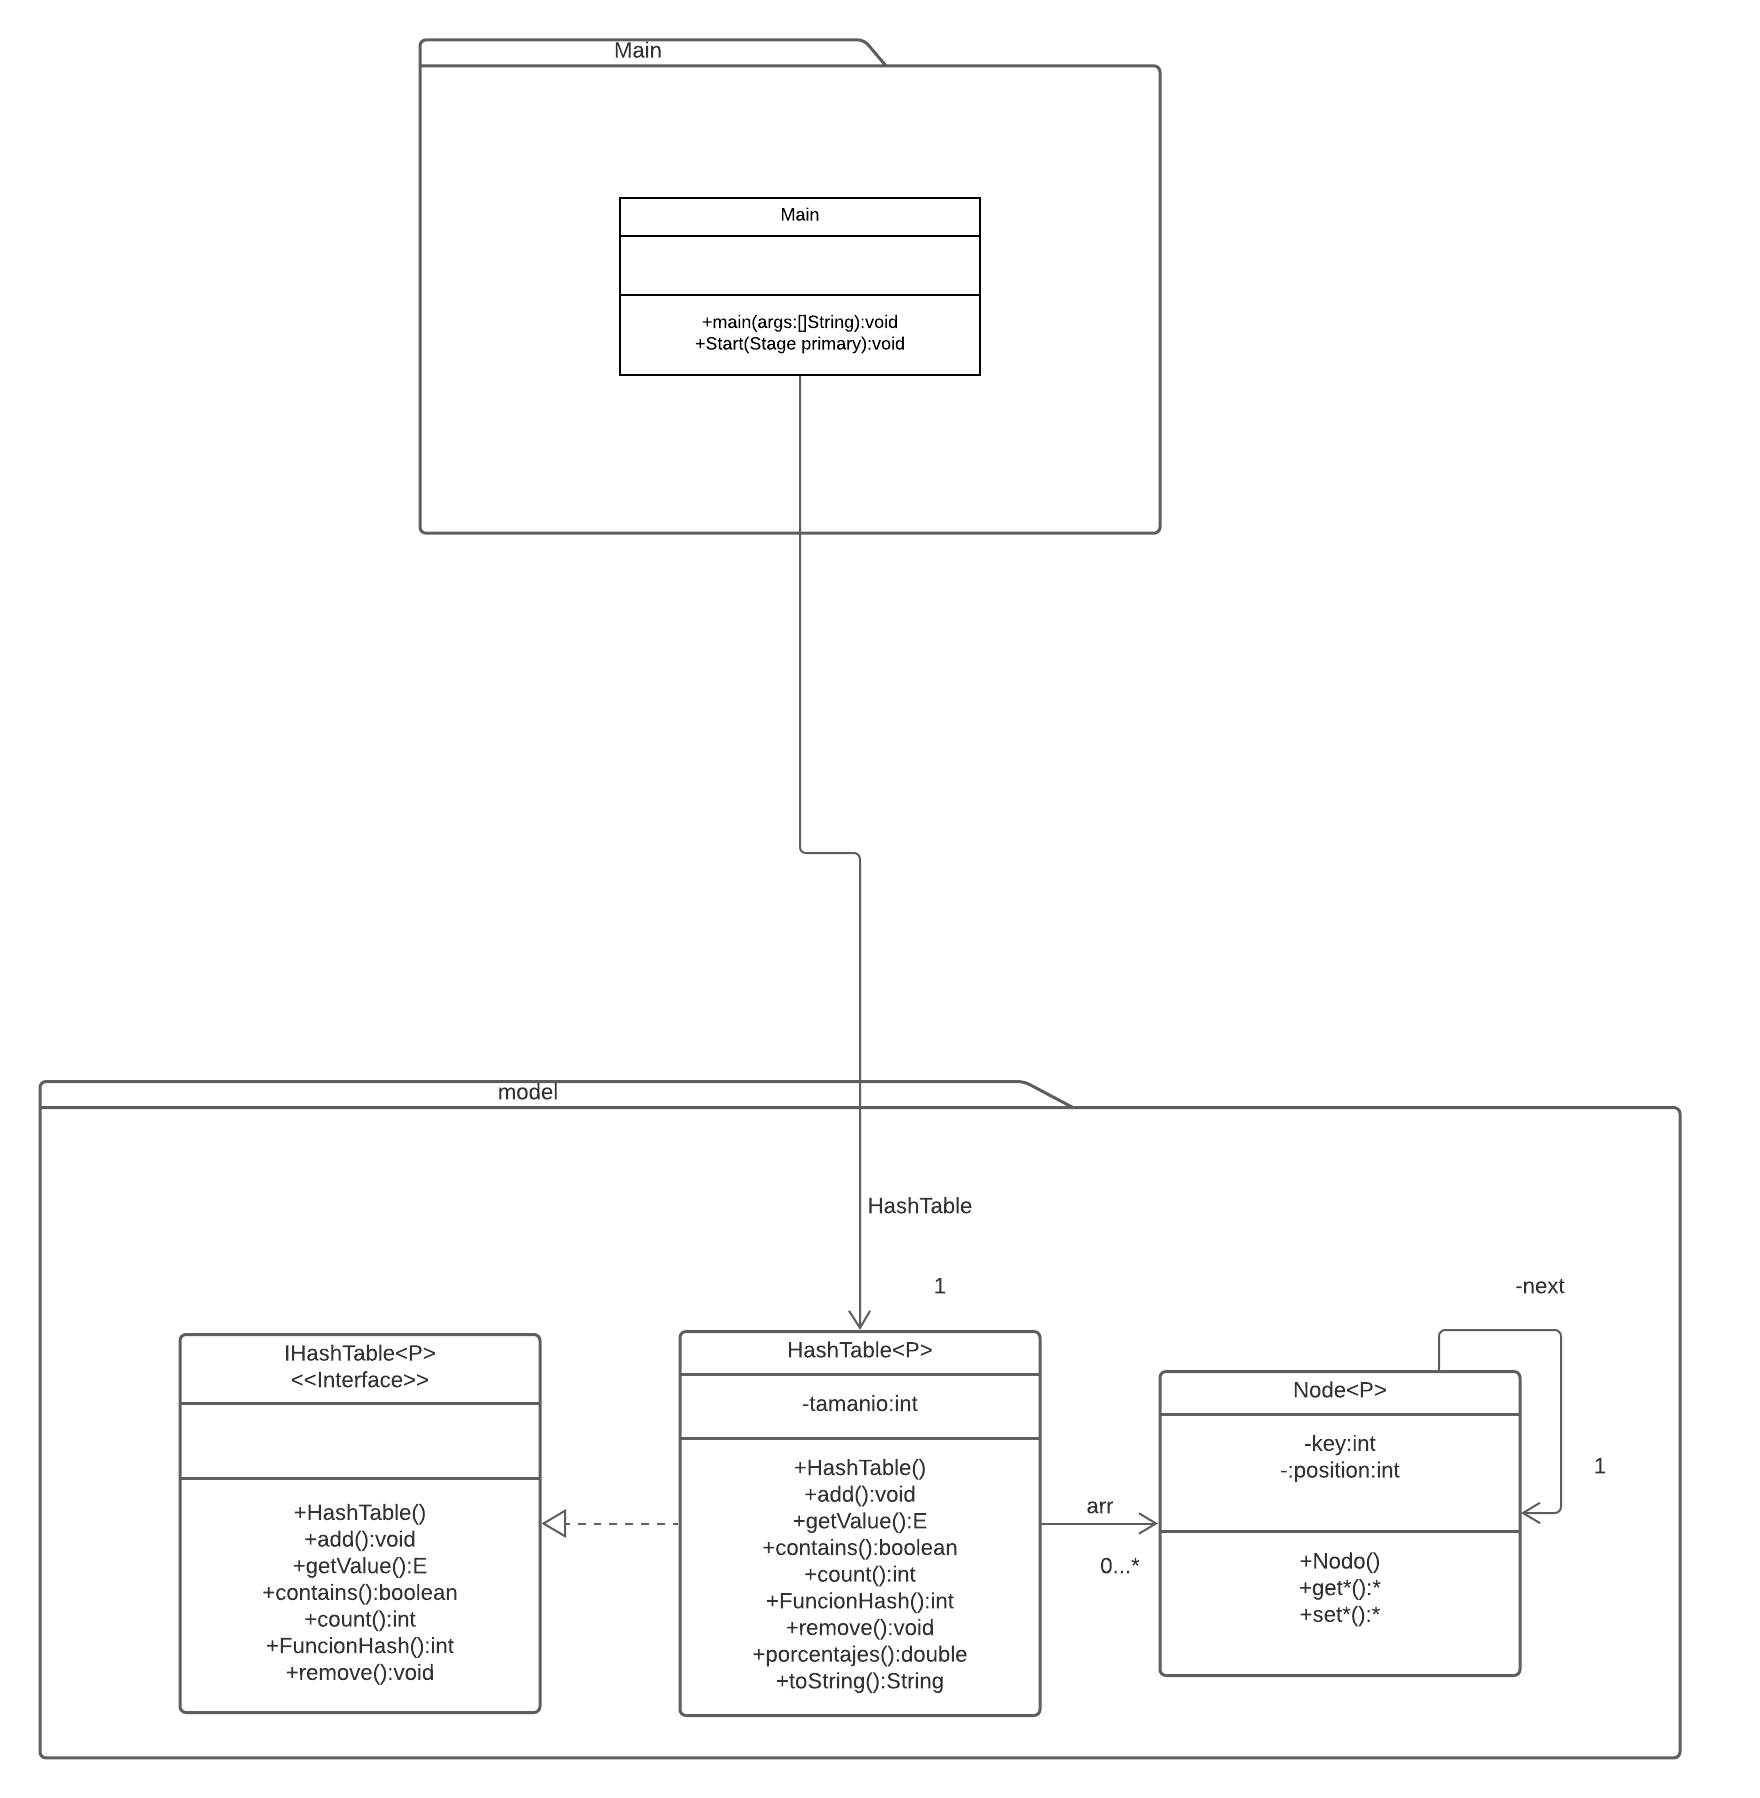 Main
Main
+main(args:[]String):void
+Start(Stage primary):void
model
HashTable
1
-next
IHashTable<P>
<<Interface>>
+HashTable()
+add():void
+getValue():E
+contains():boolean
+count():int
+FuncionHash():int
+remove():void
HashTable<P>
-tamanio:int
+HashTable()
+add():void
+getValue():E
+contains():boolean
+count():int
+FuncionHash():int
+remove():void
+porcentajes():double
+toString():String
arr
0...*
Node<P>
-key:int
-:position:int
1
+Nodo()
+get*():*
+set*():*